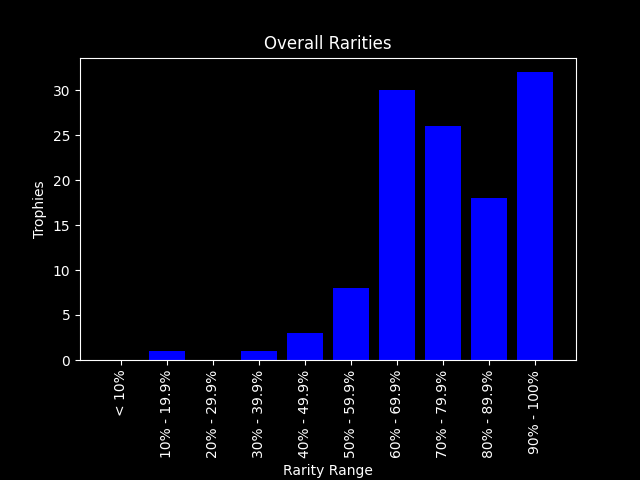 Overall Rarities
Trophies
30
25
20
15
10
5
0
< 10%
10% - 19.9%
20% - 29.9%
30% - 39.9%
40% - 49.9%
50% - 59.9%
60% - 69.9%
70% - 79.9%
80% - 89.9%
90% - 100%
Rarity Range